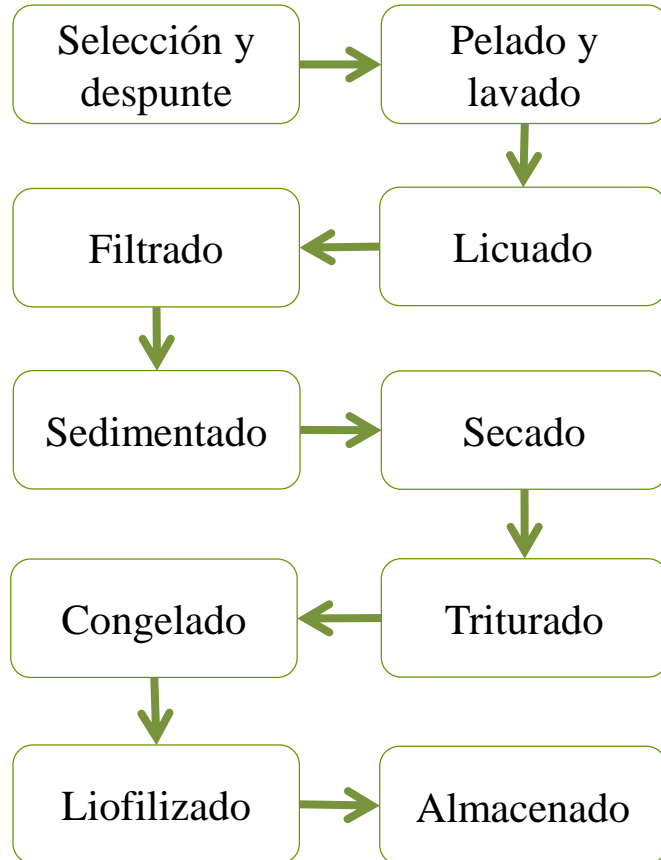 Selección y
despunte
Pelado y
lavado
Licuado
Filtrado
Sedimentado
Secado
Triturado
Congelado
Liofilizado
Almacenado